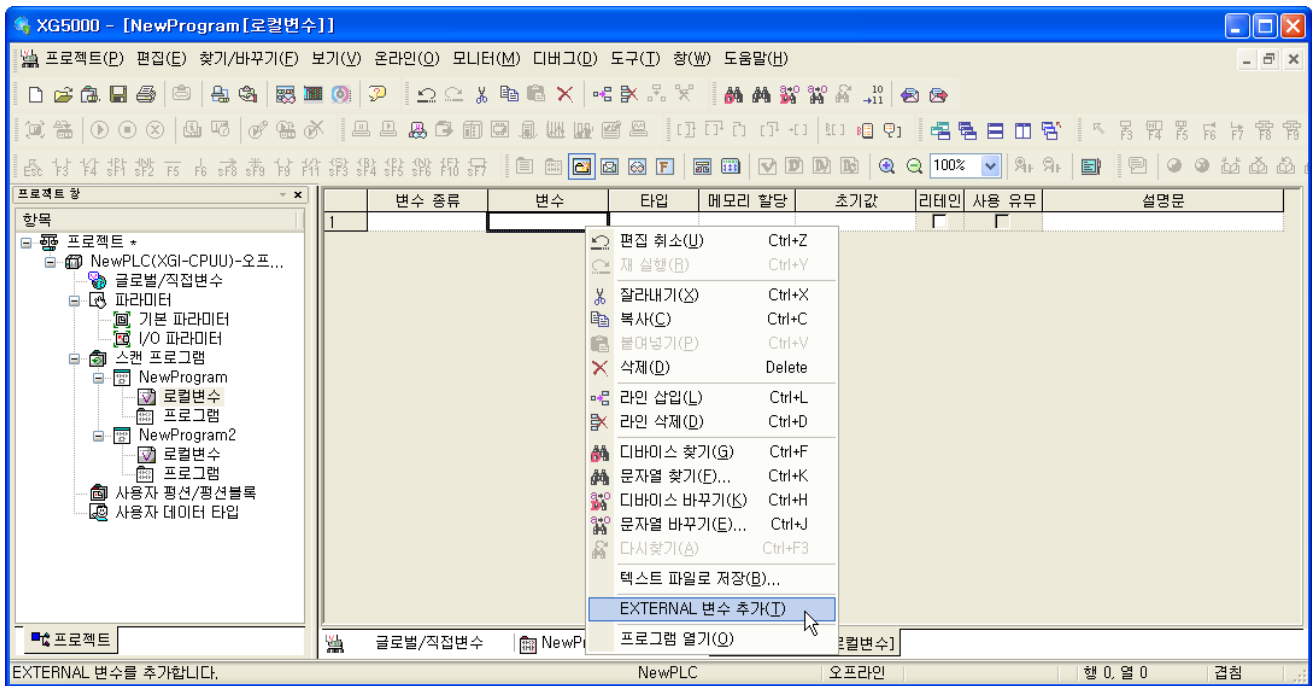 XG5000 - [NewProgram[로컬변수]]
프로젝트(P) 편집(E) 찾기/바꾸기(F) 보기(V) 온라인(O) 모니터(M) 디버그(D) 도구(T) 창(W) 도움말(H)
100%
프로젝트 창
항목
프로젝트 *
NewPLC(XGI-CPUU)-오프...
글로벌/직접변수
파라미터
기본 파라미터
I/O 파라미터
스캔 프로그램
NewProgram
로컬변수
프로그램
NewProgram2
로컬변수
프로그램
사용자 펑션/펑션블록
사용자 데이터 타입
프로젝트
변수 종류 변수 타입 메모리 할당 초기값 리테인 사용 유무 설명문
1
편집 취소(U) Ctrl+Z
재 실행(R) Ctrl+Y
잘라내기(X) Ctrl+X
복사(C) Ctrl+C
붙여넣기(P) Ctrl+V
삭제(D) Delete
라인 삽입(L) Ctrl+L
라인 삭제(D) Ctrl+D
디바이스 찾기(G) Ctrl+F
문자열 찾기(F)... Ctrl+K
디바이스 바꾸기(K) Ctrl+H
문자열 바꾸기(E)... Ctrl+J
다시찾기(A) Ctrl+F3
텍스트 파일로 저장(B)...
EXTERNAL 변수 추가(T)
프로그램 열기(O)
글로벌/직접변수 NewPr 로컬변수]
EXTERNAL 변수를 추가합니다. NewPLC 오프라인 행 0, 열 0 겹침